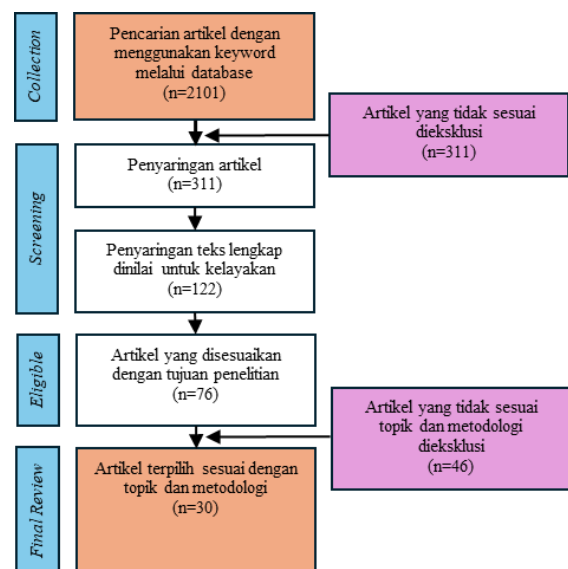 Collection
Pencarian artikel dengan
menggunakan keyword
melalui database
(n=2101)
Artikel yang tidak sesuai
dieksklusi
(n=311)
Screening
Penyaringan artikel
(n=311)
Penyaringan teks lengkap
dinilai untuk kelayakan
(n=122)
Eligible
Artikel yang disesuaikan
dengan tujuan penelitian
(n=76)
Artikel yang tidak sesuai
topik dan metodologi
dieksklusi
(n=46)
Final Review
Artikel terpilih sesuai dengan
topik dan metodologi
(n=30)